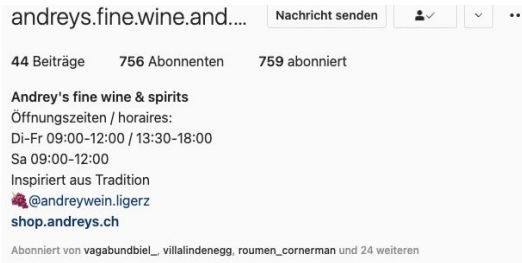 andreys.fine.wine.and.... Nachricht senden
44 Beiträge 756 Abonnenten 759 abonniert
Andrey's fine wine & spirits
Öffnungszeiten / horaires:
Di-Fr 09:00-12:00 / 13:30-18:00
Sa 09:00-12:00
Inspiriert aus Tradition
🍇@andreywein.ligerz
shop.andreys.ch
Abonniert von vagabundbiel_, villalindenegg, roumen_cornerman und 24 weiteren